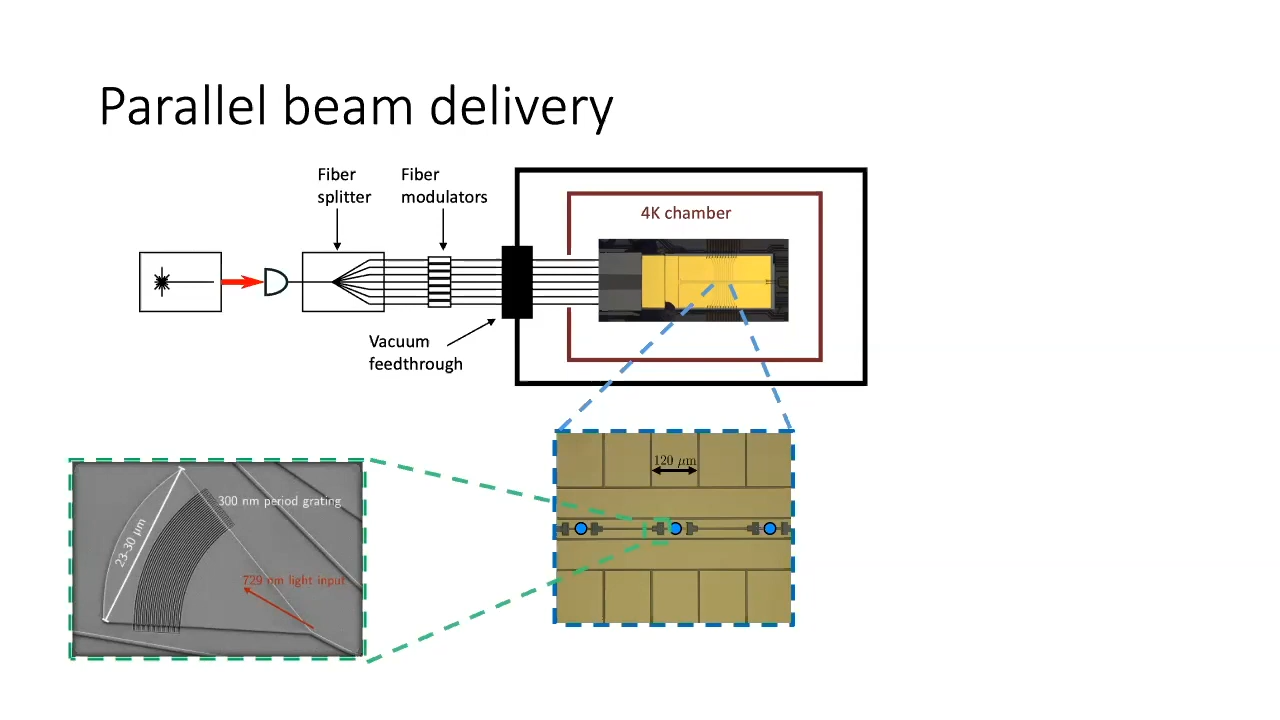 Parallel beam delivery
Fiber
splitter
Fiber
modulators
4K chamber
Vacuum
feedthrough
120 μm
300 nm period grating
23-30 μm
729 nm light input